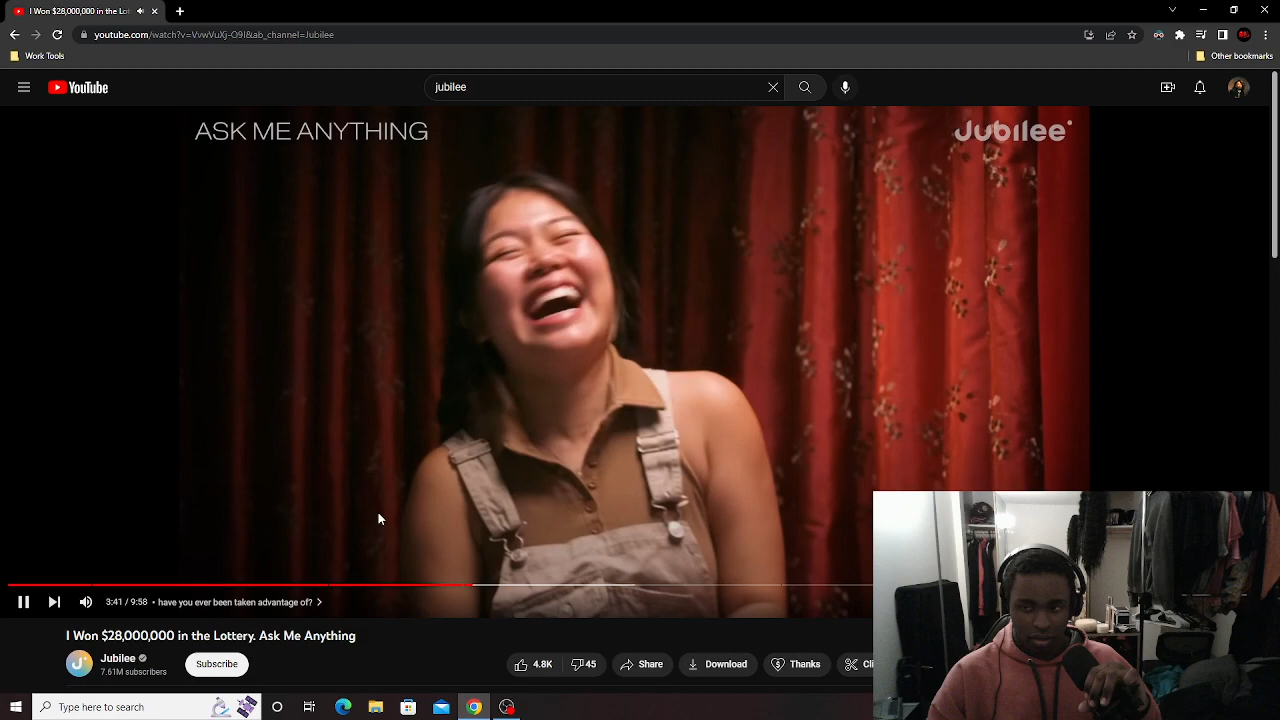 I Won $28,000,000 in the Lot
youtube.com/watch?v=VvwVuXj-O9I&ab_channel=Jubilee
Work Tools
Other bookmarks
YouTube
jubilee
ASK ME ANYTHING
Jubilee
3:41 / 9:58 • have you ever been taken advantage of?
I Won $28,000,000 in the Lottery. Ask Me Anything
Jubilee
7.61M subscribers
Subscribe
4.8K
45
Share
Download
Thanks
Cli
Type here to search